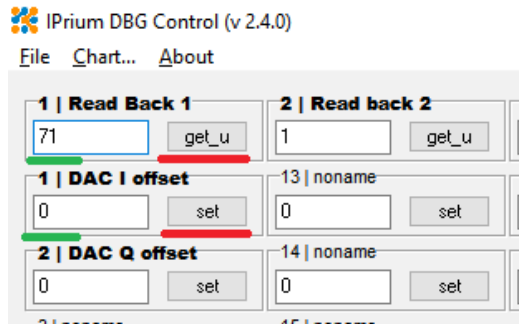 IPrium DBG Control (v 2.4.0)
File Chart... About
1 | Read Back 1 2 | Read back 2
71 get_u 1 get_u
1 | DAC I offset 13 | noname
0 set 0 set
2 | DAC Q offset 14 | noname
0 set 0 set